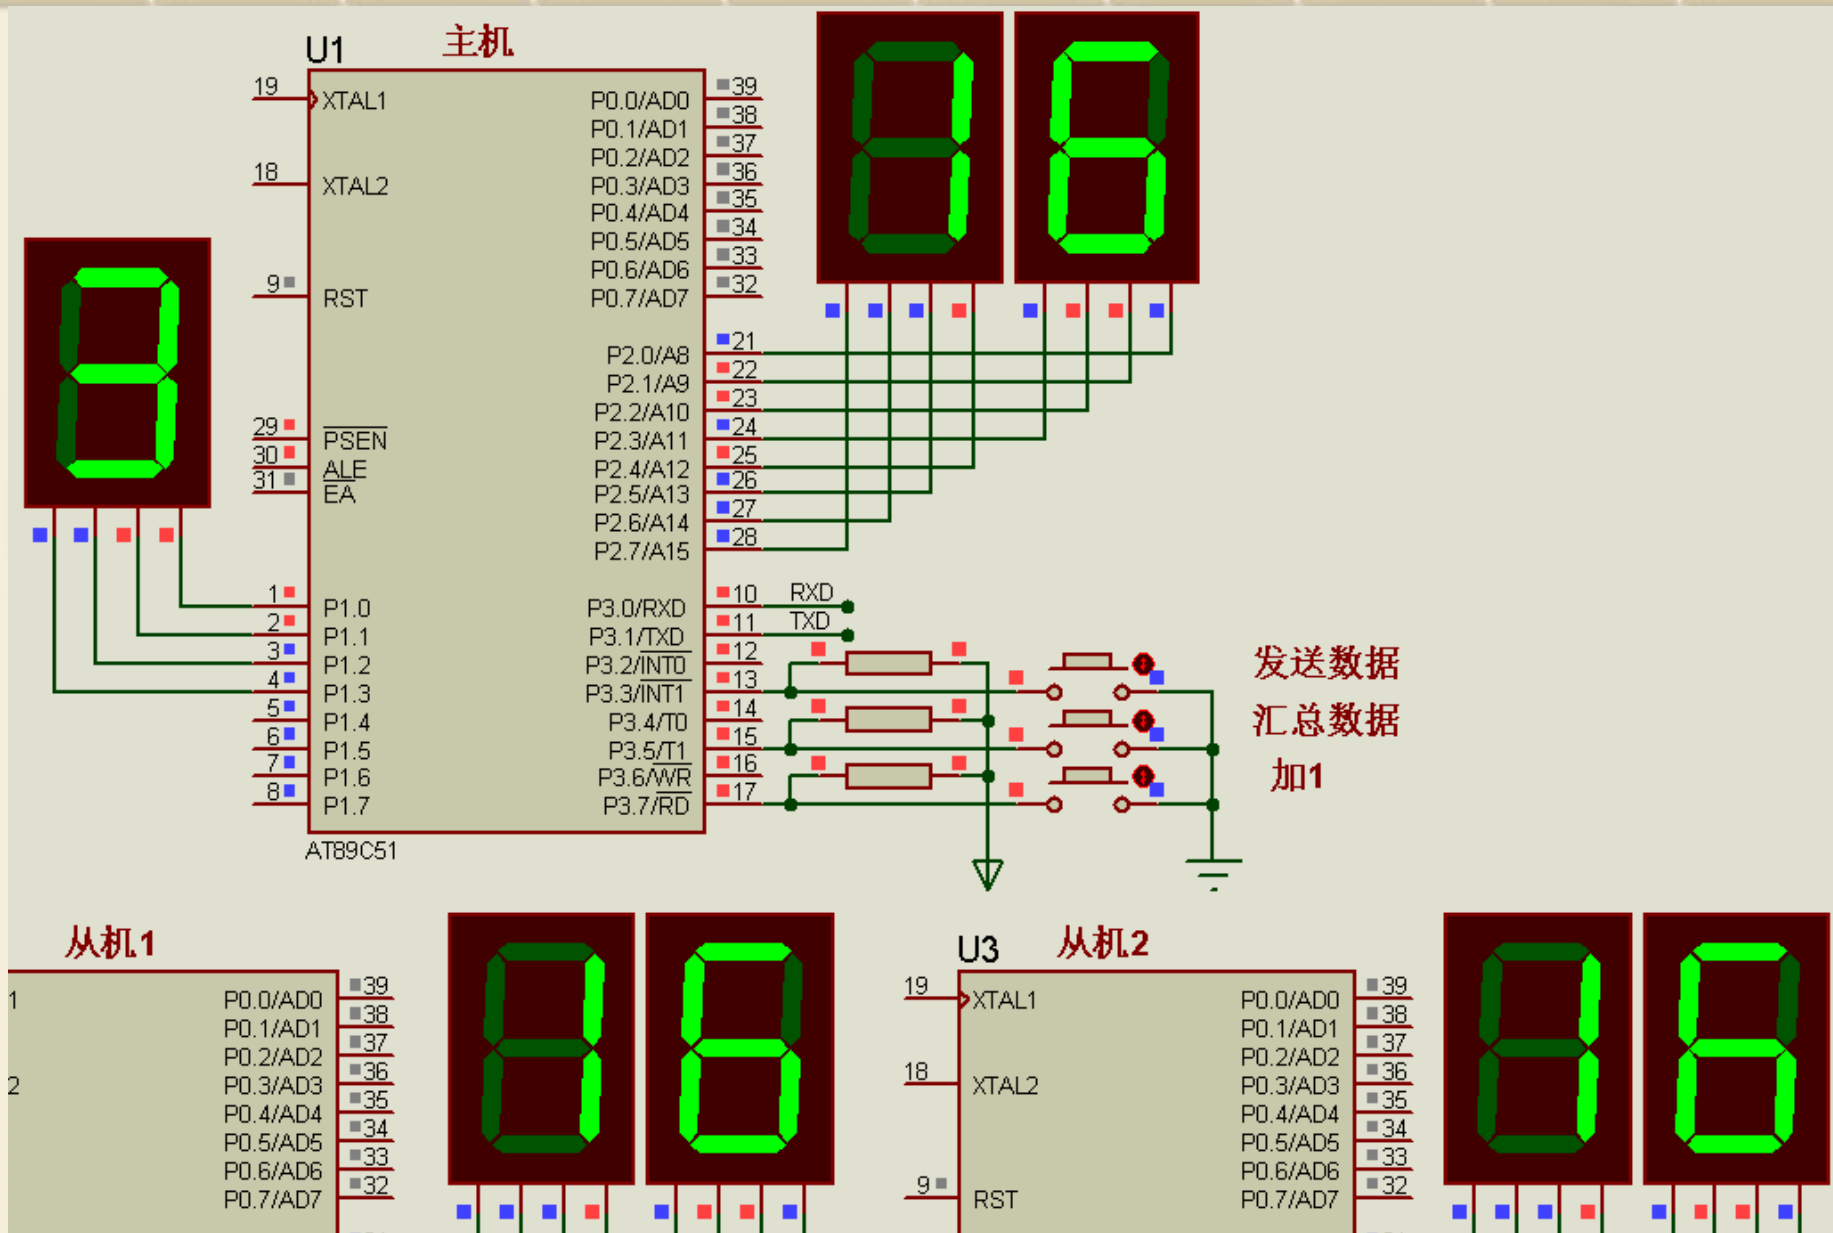 U1 主机
19 XTAL1 P0.0/AD0 39
P0.1/AD1 38
P0.2/AD2 37
18 XTAL2 P0.3/AD3 36
P0.4/AD4 35
P0.5/AD5 34
P0.6/AD6 33
9 RST P0.7/AD7 32
P2.0/A8 21
P2.1/A9 22
P2.2/A10 23
29 PSEN P2.3/A11 24
30 ALE P2.4/A12 25
31 EA P2.5/A13 26
P2.6/A14 27
P2.7/A15 28
1 P1.0 P3.0/RXD 10 RXD
2 P1.1 P3.1/TXD 11 TXD
3 P1.2 P3.2/INT0 12
4 P1.3 P3.3/INT1 13 发送数据
5 P1.4 P3.4/T0 14 汇总数据
6 P1.5 P3.5/T1 15
7 P1.6 P3.6/WR 16 加1
8 P1.7 P3.7/RD 17
AT89C51
3
16
从机1
1 P0.0/AD0 39
P0.1/AD1 38
P0.2/AD2 37
2 P0.3/AD3 36
P0.4/AD4 35
P0.5/AD5 34
P0.6/AD6 33
P0.7/AD7 32
16
U3 从机2
19 XTAL1 P0.0/AD0 39
P0.1/AD1 38
P0.2/AD2 37
18 XTAL2 P0.3/AD3 36
P0.4/AD4 35
P0.5/AD5 34
P0.6/AD6 33
9 RST P0.7/AD7 32
16